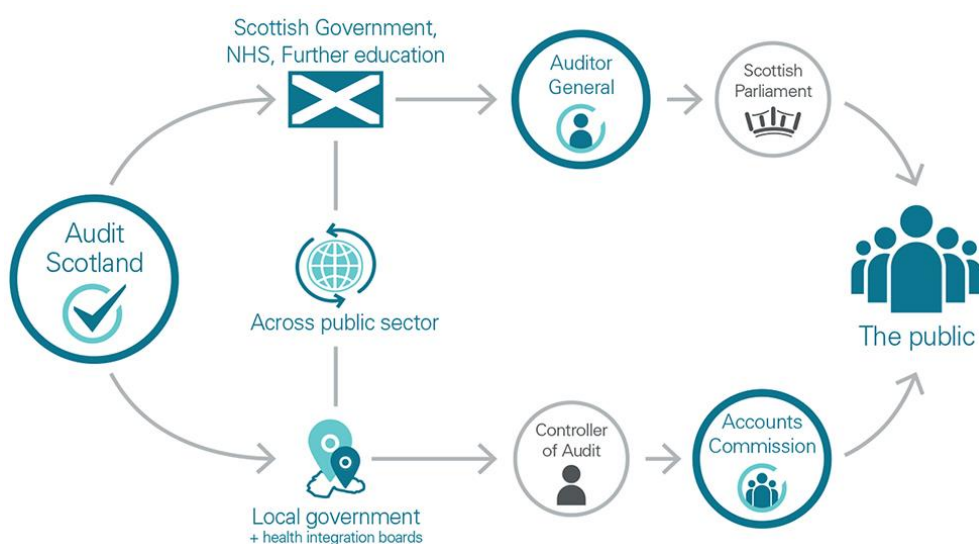 Scottish Government,
NHS, Further education
Auditor
General
Scottish
Parliament
Audit
Scotland
Across public sector
The public
Local government
+ health integration boards
Controller
of Audit
Accounts
Commission